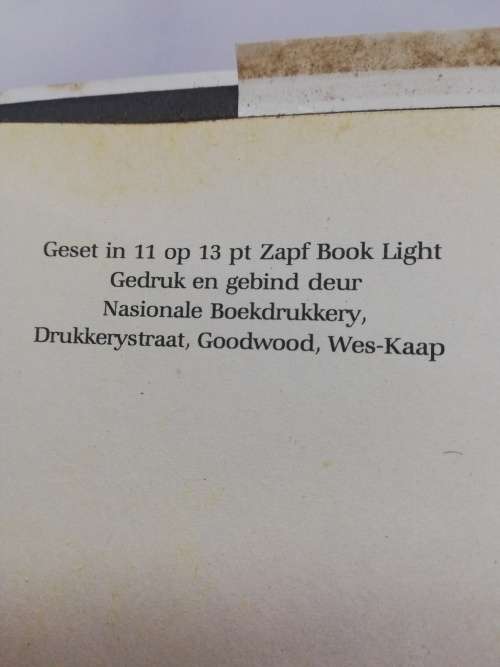 Geset in 11 op 13 pt Zapf Book Light
Gedruk en gebind deur
Nasionale Boekdrukkery,
Drukkerystraat, Goodwood, Wes-Kaap